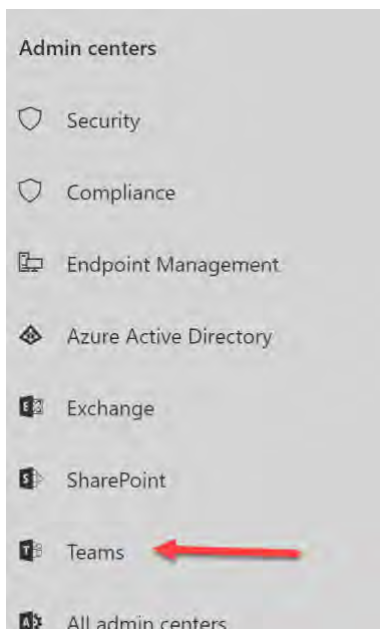 Admin centers
Security
Compliance
Endpoint Management
Azure Active Directory
Exchange
SharePoint
Teams
All admin centers